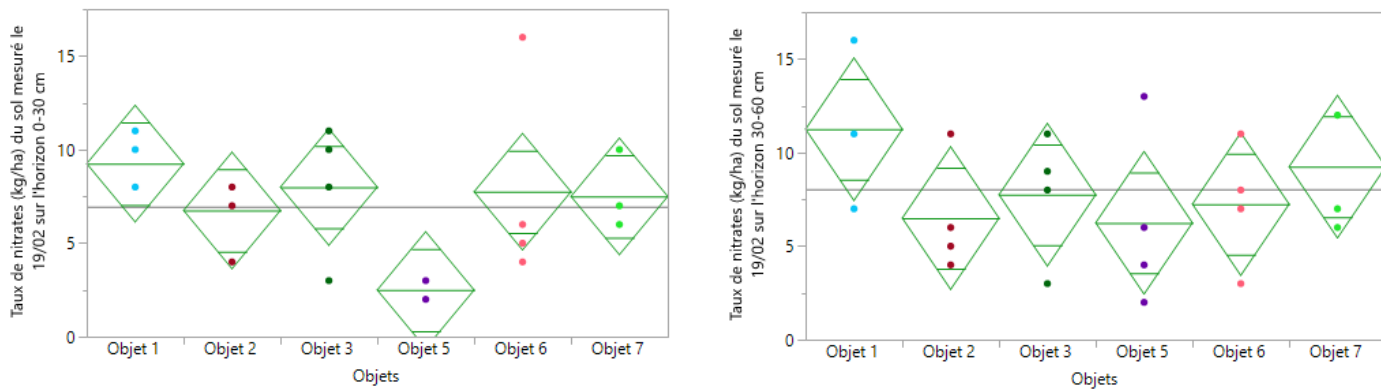 Taux de nitrates (kg/ha) du sol mesuré le
19/02 sur l'horizon 0-30 cm
15
10
5
0
Objet 1 Objet 2 Objet 3 Objet 5 Objet 6 Objet 7
Objets
Taux de nitrates (kg/ha) du sol mesuré le
19/02 sur l'horizon 30-60 cm
15
10
5
0
Objet 1 Objet 2 Objet 3 Objet 5 Objet 6 Objet 7
Objets